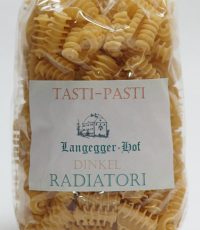 TASTI-PASTI
Langegger-Hof
DINKEL
RADIATORI